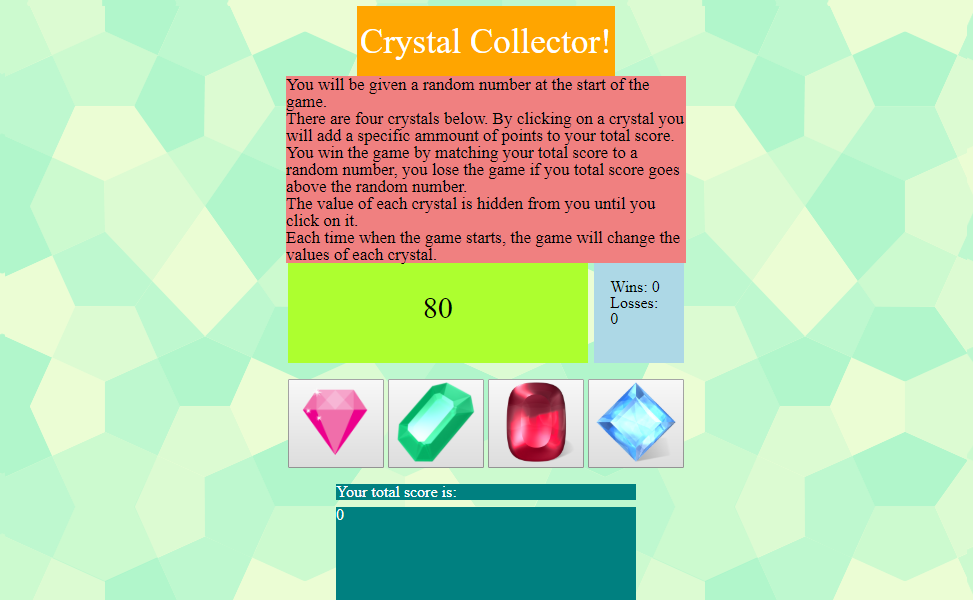 Crystal Collector!
You will be given a random number at the start of the
game.
There are four crystals below. By clicking on a crystal you
will add a specific ammount of points to your total score.
You win the game by matching your total score to a
random number, you lose the game if you total score goes
above the random number.
The value of each crystal is hidden from you until you
click on it.
Each time when the game starts, the game will change the
values of each crystal.
80
Wins: 0
Losses:
0
Your total score is:
0